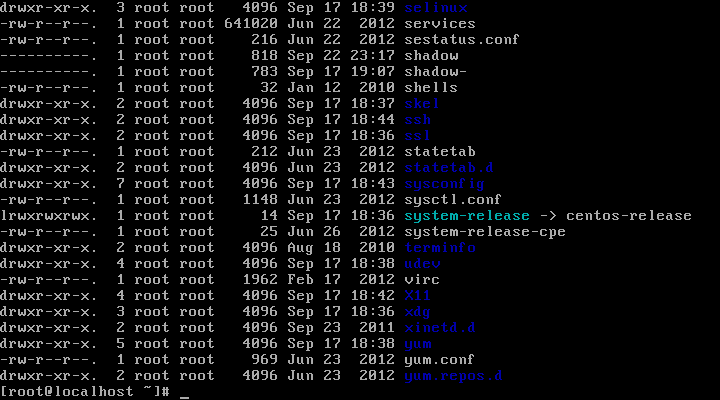 drwxr-xr-x.  3 root root   4096 Sep 17 18:39 selinux
-rw-r--r--.  1 root root 641020 Jun 22  2012 services
-rw-r--r--.  1 root root    216 Jun 22  2012 sestatus.conf
----------.  1 root root    818 Sep 22 23:17 shadow
----------.  1 root root    783 Sep 17 19:07 shadow-
-rw-r--r--.  1 root root     32 Jan 12  2010 shells
drwxr-xr-x.  2 root root   4096 Sep 17 18:37 skel
drwxr-xr-x.  2 root root   4096 Sep 17 18:44 ssh
drwxr-xr-x.  2 root root   4096 Sep 17 18:36 ssl
-rw-r--r--.  1 root root    212 Jun 23  2012 statetab
drwxr-xr-x.  2 root root   4096 Jun 23  2012 statetab.d
drwxr-xr-x.  7 root root   4096 Sep 17 18:43 sysconfig
-rw-r--r--.  1 root root   1148 Jun 23  2012 sysctl.conf
lrwxrwxrwx.  1 root root     14 Sep 17 18:36 system-release -> centos-release
-rw-r--r--.  1 root root     25 Jun 26  2012 system-release-cpe
drwxr-xr-x.  2 root root   4096 Aug 18  2010 terminfo
drwxr-xr-x.  4 root root   4096 Sep 17 18:38 udev
-rw-r--r--.  1 root root   1962 Feb 17  2012 virc
drwxr-xr-x.  4 root root   4096 Sep 17 18:42 X11
drwxr-xr-x.  3 root root   4096 Sep 17 18:36 xdg
drwxr-xr-x.  2 root root   4096 Sep 23  2011 xinetd.d
drwxr-xr-x.  5 root root   4096 Sep 17 18:38 yum
-rw-r--r--.  1 root root    969 Jun 23  2012 yum.conf
drwxr-xr-x.  2 root root   4096 Jun 23  2012 yum.repos.d
[root@localhost ~]# _